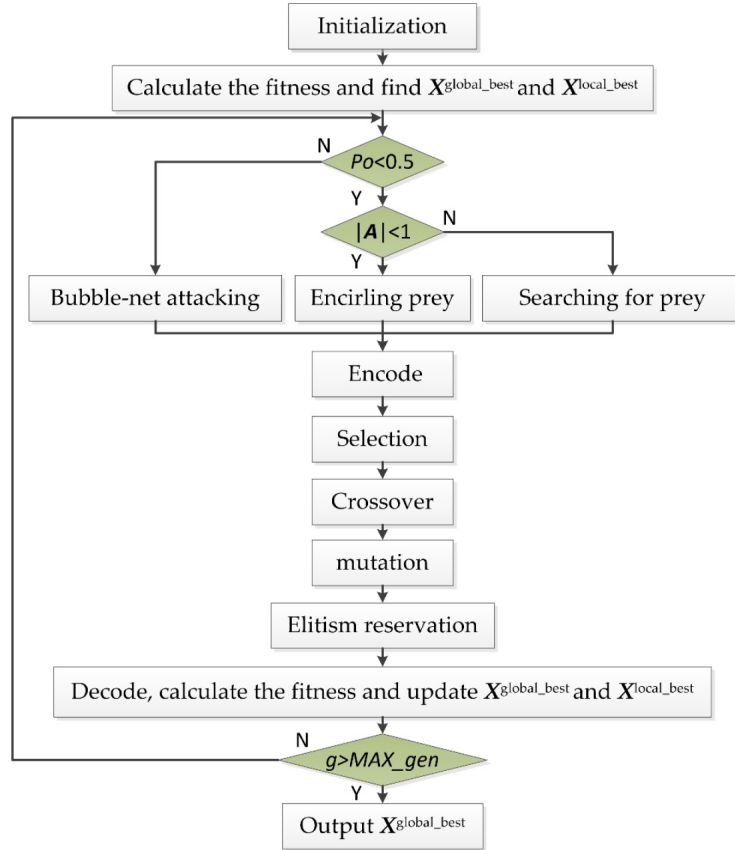 Initialization
Calculate the fitness and find X^global_best and X^local_best
N
Po<0.5
Y
|A|<1
N
Y
Bubble-net attacking
Encirling prey
Searching for prey
Encode
Selection
Crossover
mutation
Elitism reservation
Decode, calculate the fitness and update X^global_best and X^local_best
N
g>MAX_gen
Y
Output X^global_best